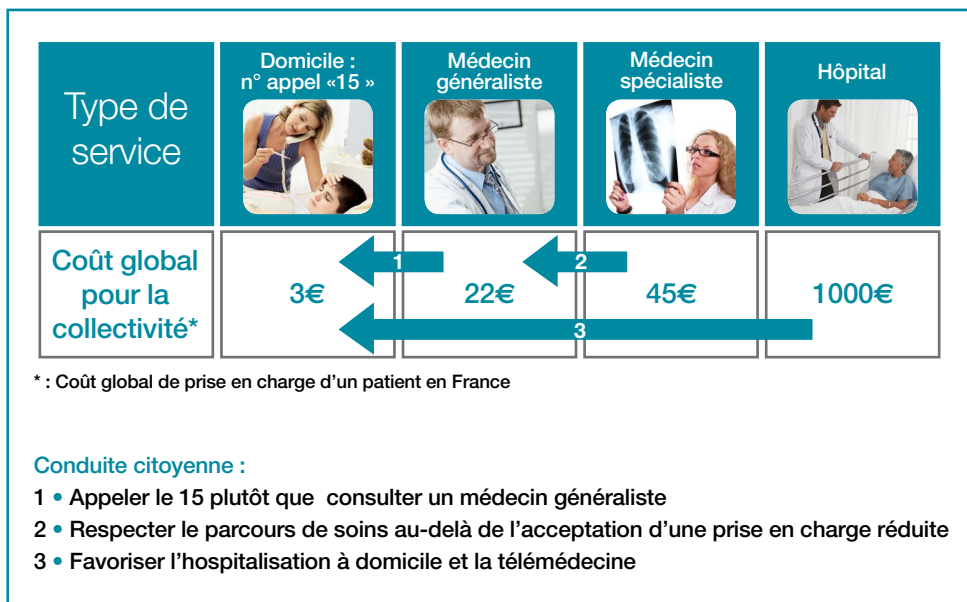 Type de
service
Domicile :
n° appel «15 »
Médecin
généraliste
Médecin
spécialiste
Hôpital
Coût global
pour la
collectivité*
1
2
3€
22€
45€
1000€
3
* : Coût global de prise en charge d’un patient en France
Conduite citoyenne :
1 • Appeler le 15 plutôt que  consulter un médecin généraliste
2 • Respecter le parcours de soins au-delà de l’acceptation d’une prise en charge réduite
3 • Favoriser l’hospitalisation à domicile et la télémédecine